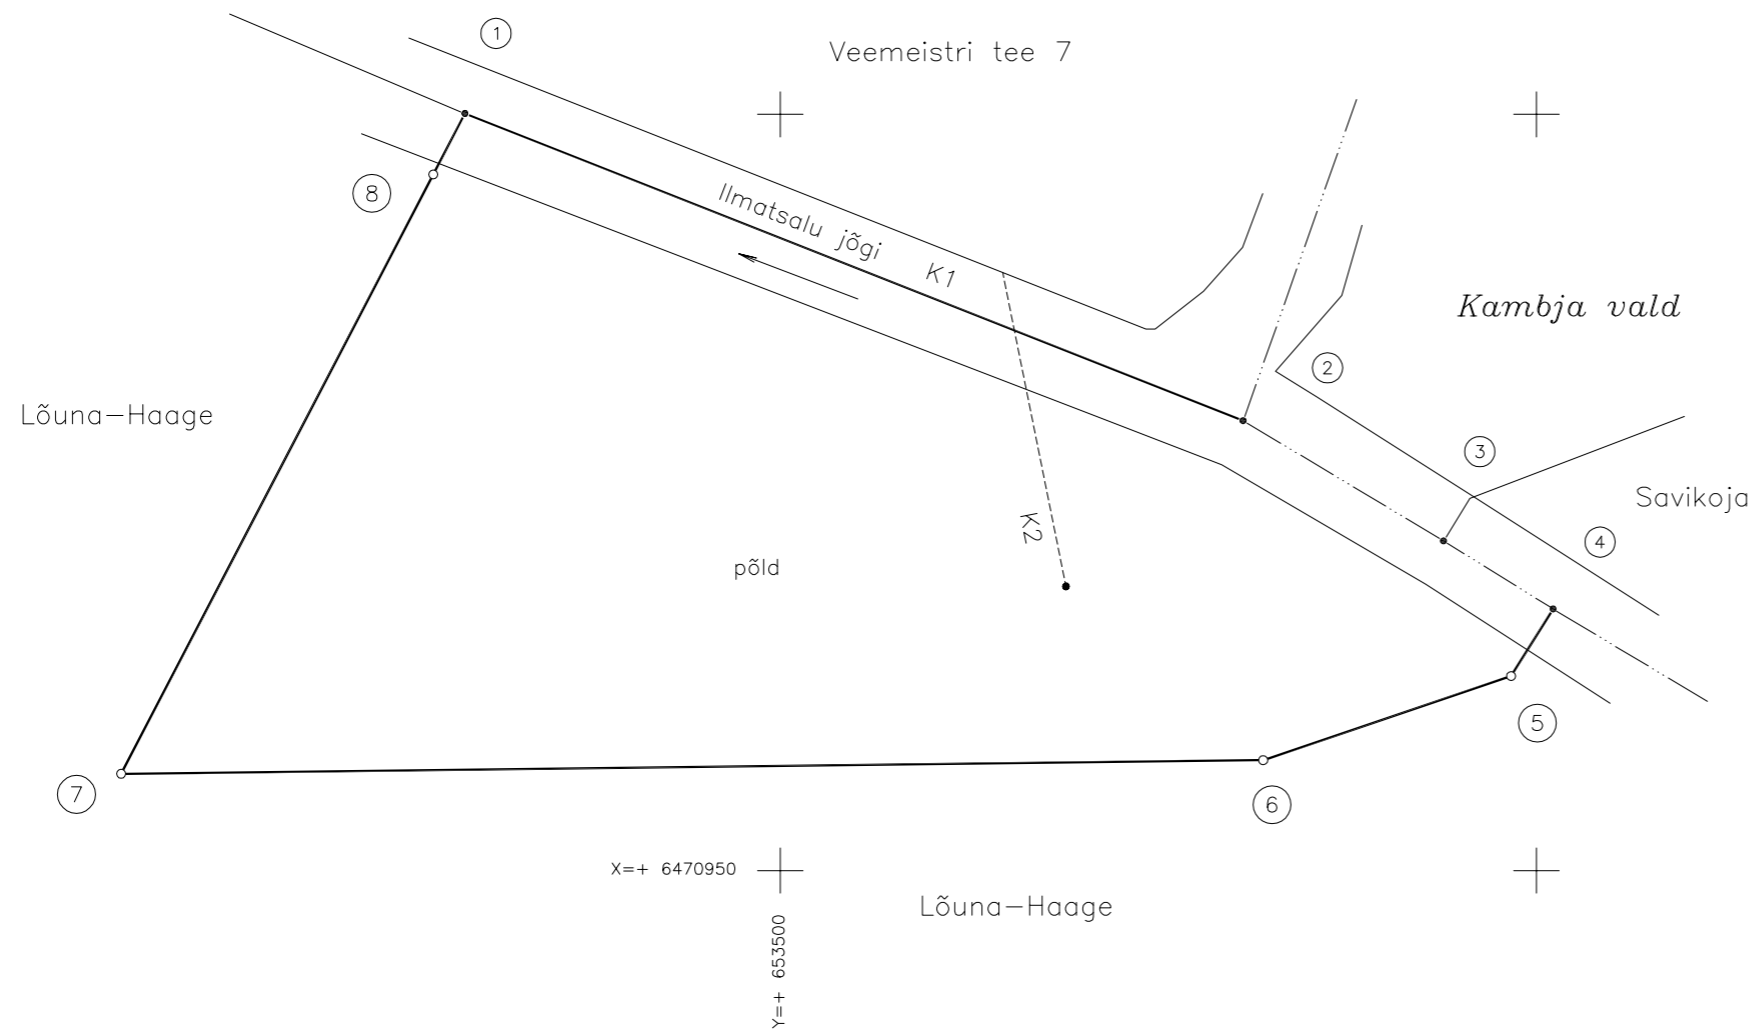 1
Veemeistri tee 7
8
Ilmatsalu jõgi K1
Kambja vald
2
Lõuna-Haage
3
Savikoja
K2
4
põld
5
7
6
X=+ 6470950
Lõuna-Haage
Y=+ 653500